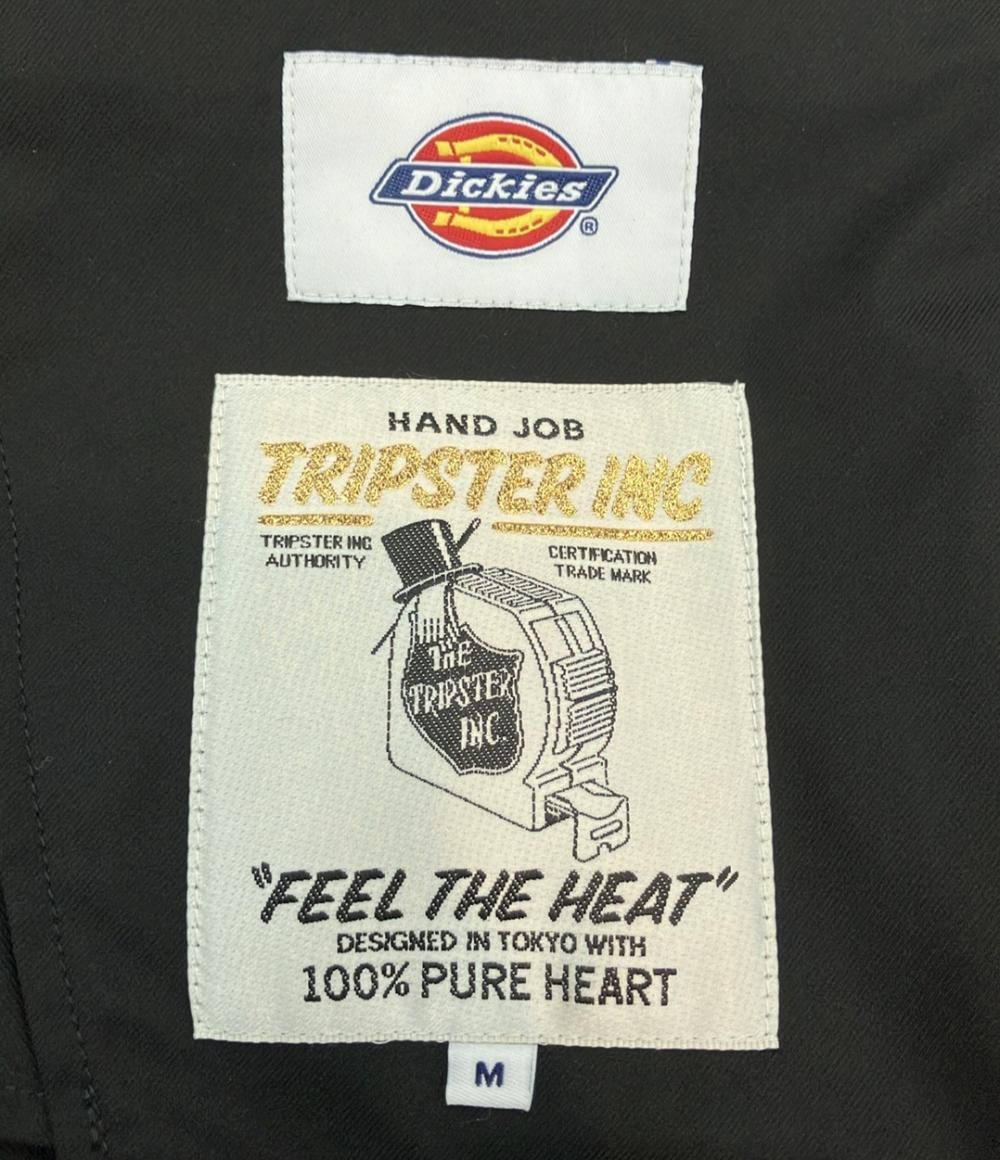 Dickies®
HAND JOB
TRIPSTER INC
TRIPSTER INC
AUTHORITY
CERTIFICATION
TRADE MARK
THE
TRIPSTER
INC
"FEEL THE HEAT"
DESIGNED IN TOKYO WITH
100% PURE HEART
M